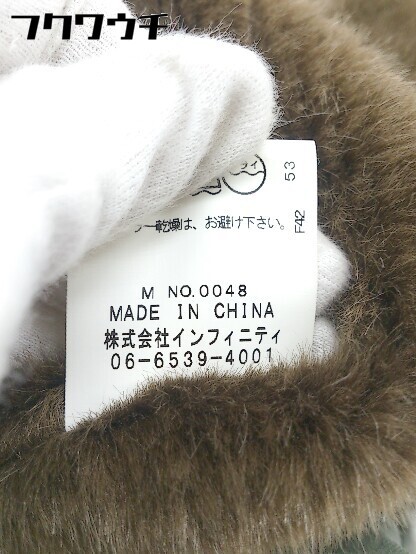 フクワウチ
ー乾燥は、お避け下さい。
53
F42
M NO.0048
MADE IN CHINA
株式会社インフィニティ
06-6539-4001